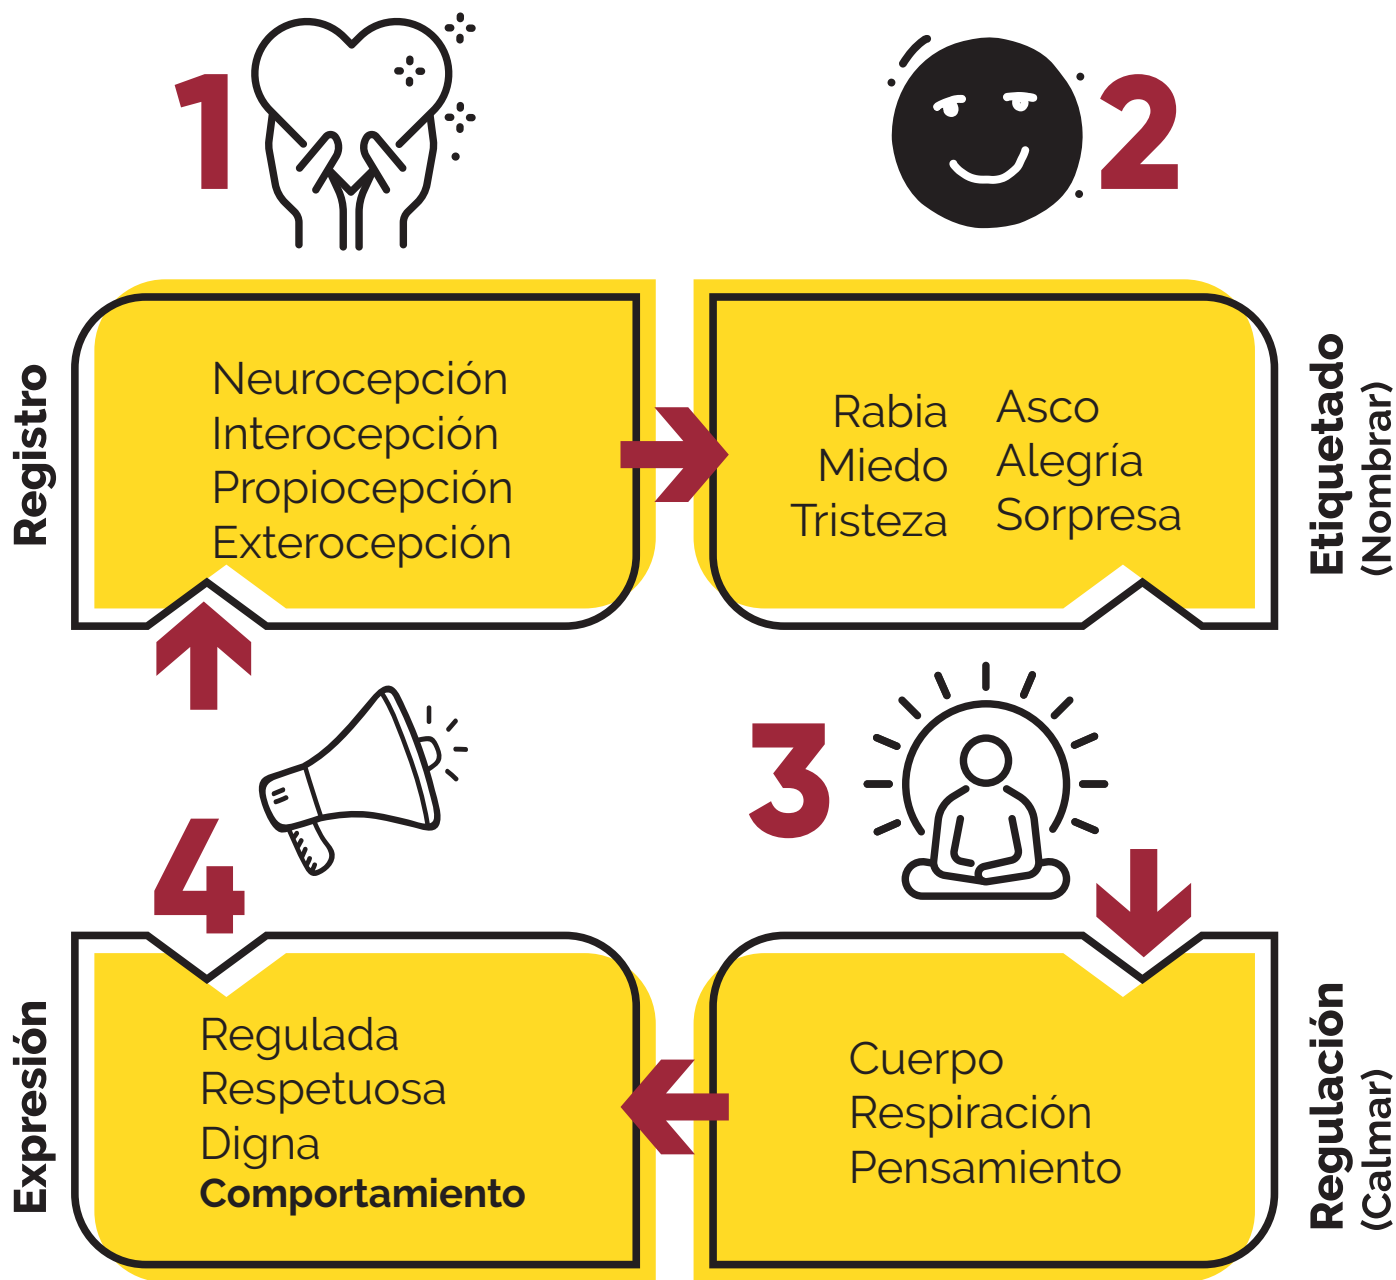 1
Registro
Neurocepción
Interocepción
Propiocepción
Exterocepción
2
Etiquetado
(Nombrar)
Rabia
Miedo
Tristeza
Asco
Alegría
Sorpresa
3
Regulación
(Calmar)
Cuerpo
Respiración
Pensamiento
4
Expresión
Regulada
Respetuosa
Digna
Comportamiento